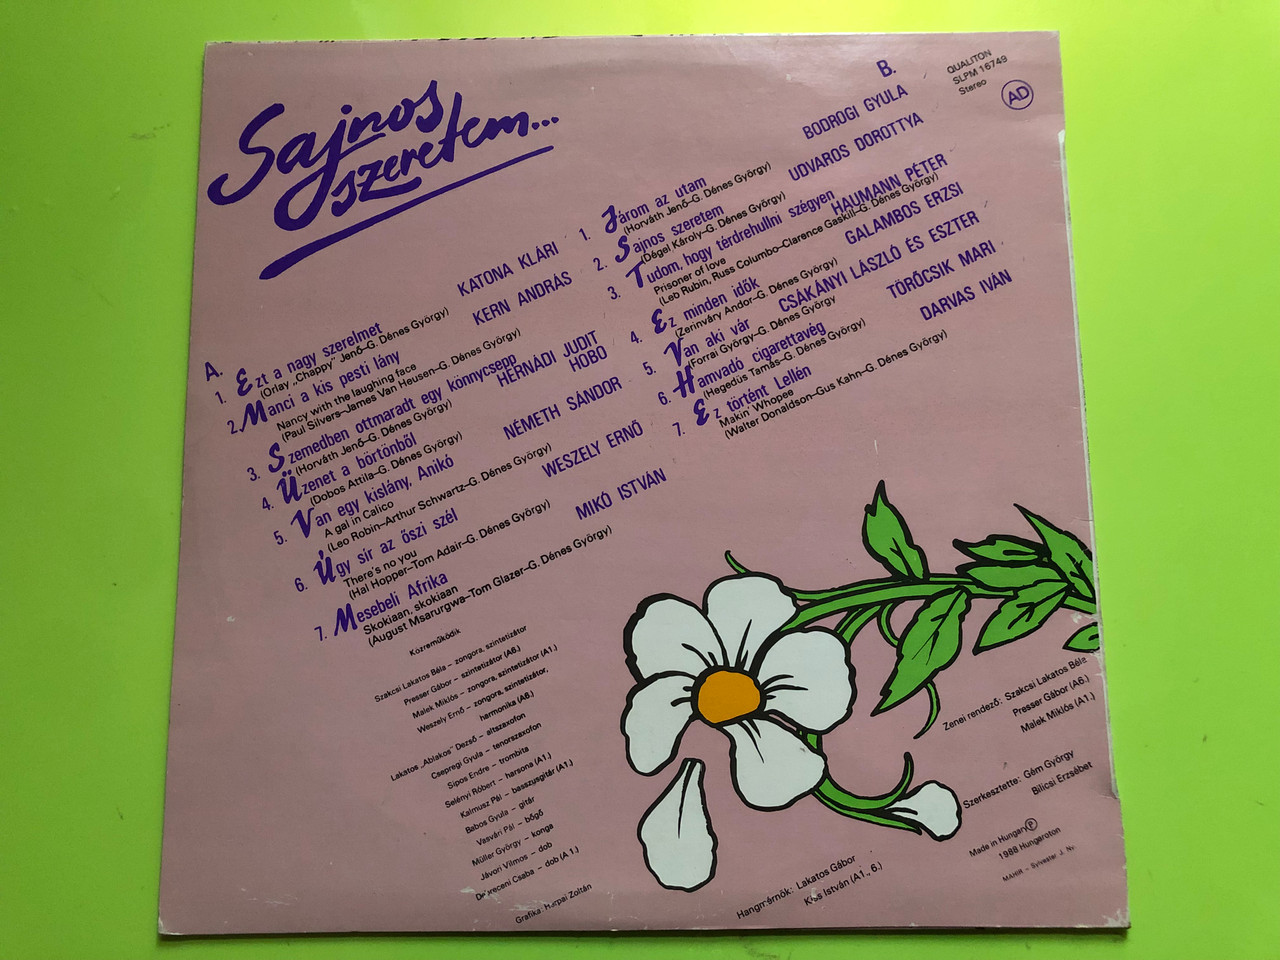 Sajnos
szeretem...
A.
1. Ezt a nagy szerelmet
(Orlay „Chappy” Jenő–G. Dénes György)
KATONA KLÁRI
2. Manci a kis pesti lány
Nancy with the laughing face
(Paul Silvers–James Van Heusen–G. Dénes György)
KERN ANDRÁS
3. Szemedben ottmaradt egy könnycsepp
(Horváth Jenő–G. Dénes György)
HERNÁDI JUDIT
4. Üzenet a börtönből
(Dobos Attila–G. Dénes György)
HOBO
5. Van egy kislány, Anikó
A gal in Calico
(Leo Robin–Arthur Schwartz–G. Dénes György)
NÉMETH SÁNDOR
6. Úgy sir az őszi szél
There's no you
(Hal Hopper–Tom Adair–G. Dénes György)
WESZELY ERNŐ
7. Mesebeli Afrika
Skokiaan, skokiaan
(August Msarurgwa–Tom Glazer–G. Dénes György)
MIKÓ ISTVÁN
B.
1. Járom az utam
(Horváth Jenő–G. Dénes György)
BODROGI GYULA
2. Sajnos szeretem
(Dégel Károly–G. Dénes György)
UDVAROS DOROTTYA
3. Tudom, hogy térdrehullni szégyen
Prisoner of love
(Leb Rubin, Russ Columbo–Clarence Gaskill–G. Dénes György)
HAUMANN PÉTER
4. Ez minden idők
(Zerinváry Andor–G. Dénes György)
GALAMBOS ERZSI
5. Van aki vár
(Forrai György–G. Dénes György
CSÁKÁNYI LÁSZLÓ ÉS ESZTER
6. Hamvadó cigarettavég
(Hegedüs Tamás–G. Dénes György)
TÖRŐCSIK MARI
7. Ez történt Lellén
Makin' Whopee
(Walter Donaldson–Gus Kahn–G. Dénes György)
DARVAS IVÁN
QUALITON
SLPM 16749
Stereo
AD
Közreműködik
Szakcsi Lakatos Béla – zongora, szintetizátor
Presser Gábor – szintetizátor (A6.)
Malek Miklós – zongora, szintetizátor (A1.)
Weszely Ernő – zongora, szintetizátor,
harmonika (A6.)
Lakatos „Ablakos” Dezső – altszaxofon
Csepregi Gyula – tenorszaxofon
Sipos Endre – trombita
Selényi Róbert – harsona (A1.)
Kalmusz Pál – basszusgitár (A1.)
Babos Gyula – gitár
Vasvári Pál – bőgő
Müller György – konga
Jávori Vilmos – dob
Debreceni Csaba – dob (A1.)
Grafika: Harpai Zoltán
Hangmérnök: Lakatos Gábor
Kiss István (A1., 6.)
Zenei rendező: Szakcsi Lakatos Béla
Presser Gábor (A6.)
Malek Miklós (A1.)
Szerkesztette: Gém György
Bilicsi Erzsébet
Made in Hungary ℗
1988 Hungaroton
MAHIR – Sylvester J. Ny.